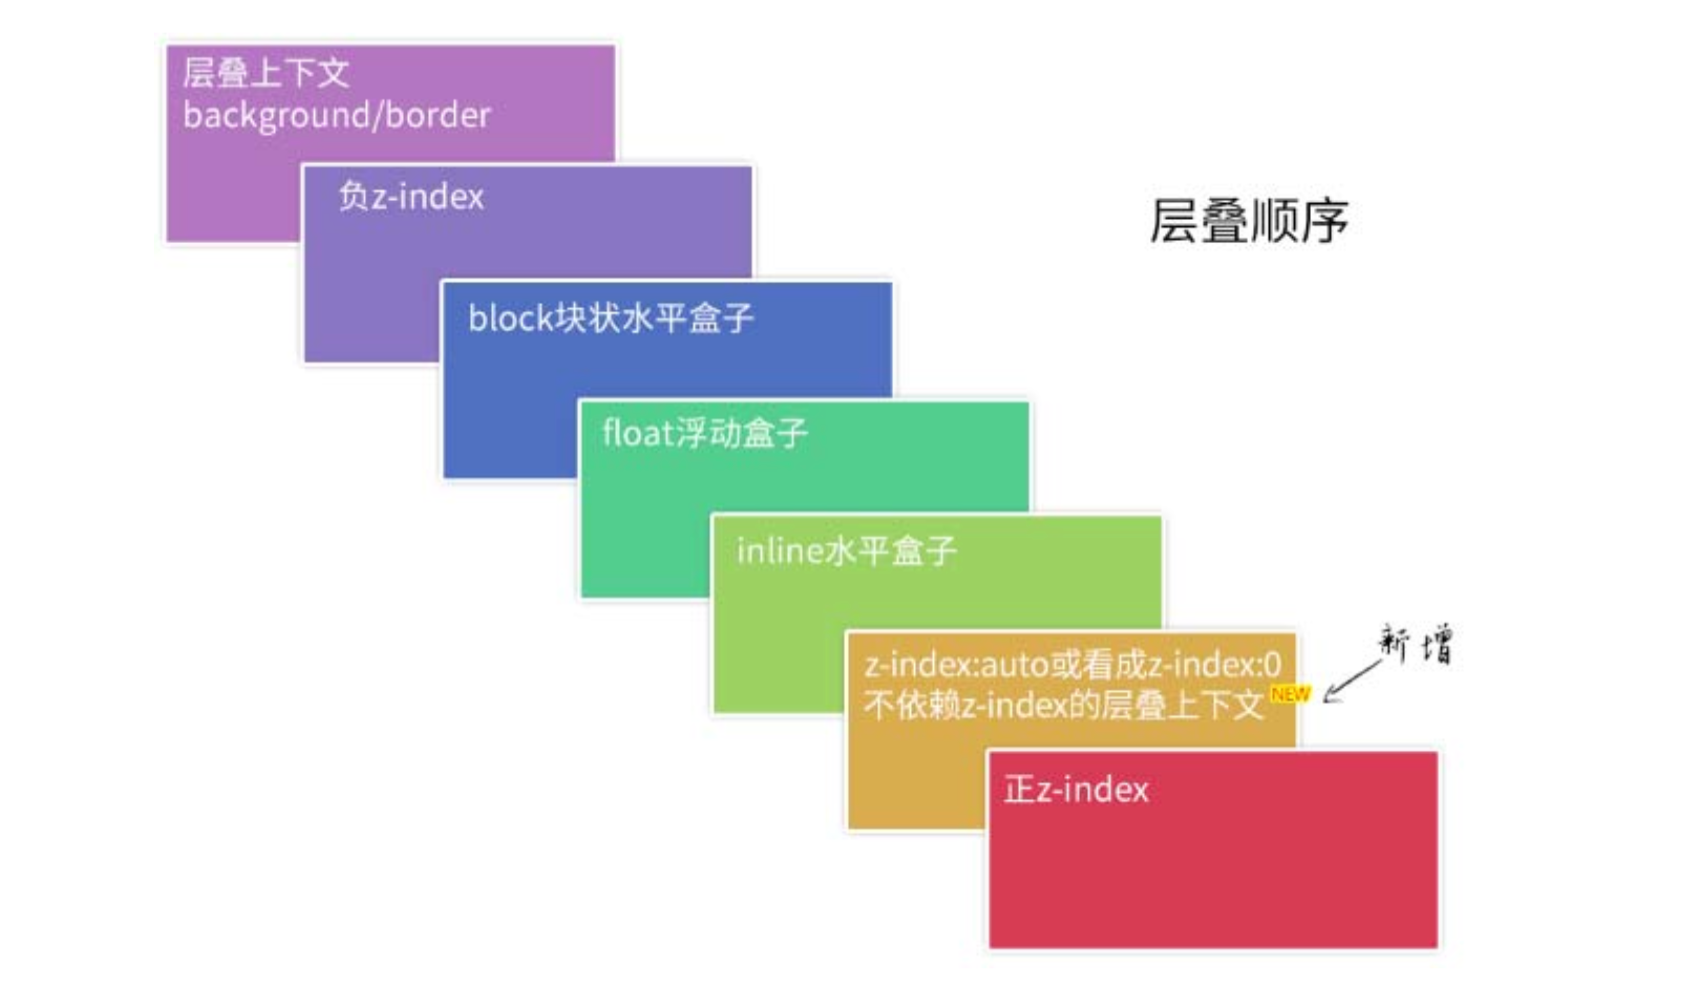 层叠上下文
background/border
负z-index
层叠顺序
block块状水平盒子
float浮动盒子
inline水平盒子
新增
z-index:auto或看成z-index:0
不依赖z-index的层叠上下文
NEW
正z-index